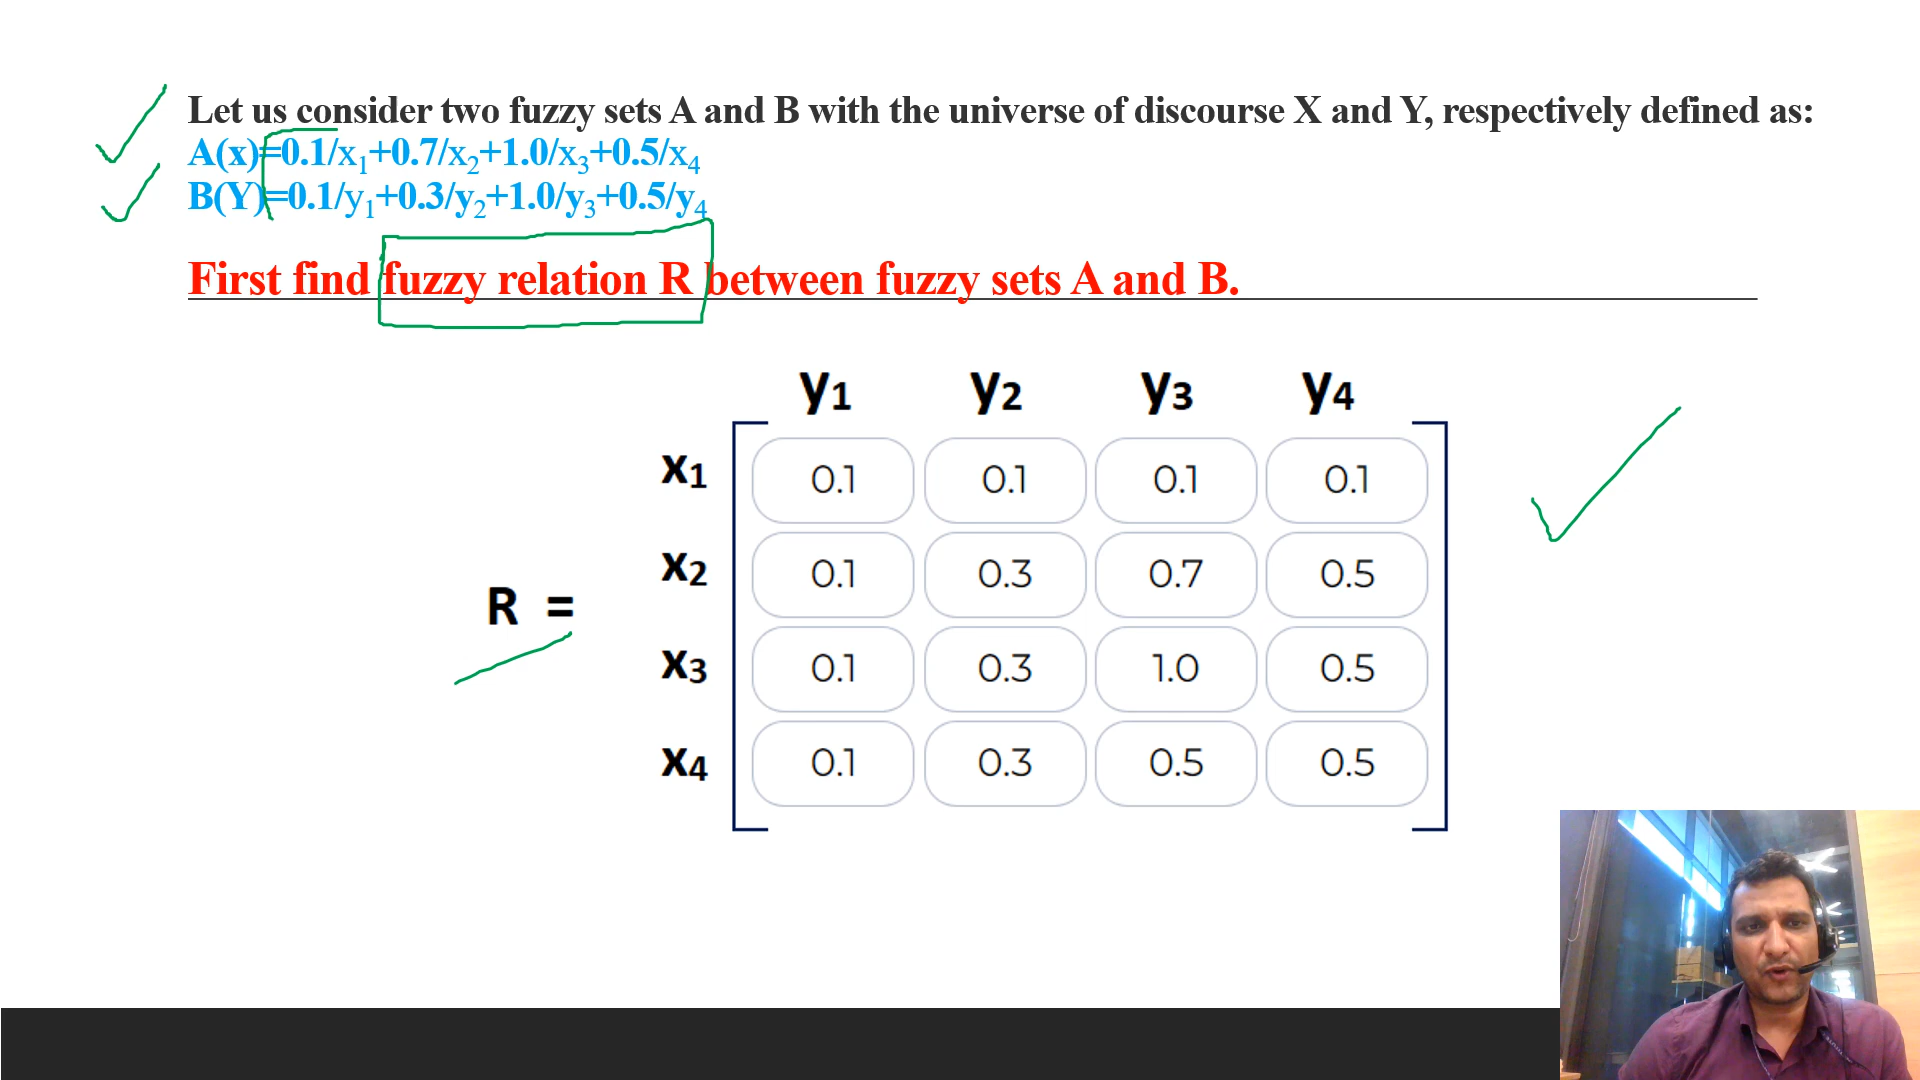 Let us consider two fuzzy sets A and B with the universe of discourse X and Y, respectively defined as:
A(x)=0.1/x₁+0.7/x₂+1.0/x₃+0.5/x₄
B(Y)=0.1/y₁+0.3/y₂+1.0/y₃+0.5/y₄
First find fuzzy relation R between fuzzy sets A and B.
y₁ y₂ y₃ y₄
x₁ 0.1 0.1 0.1 0.1
x₂ 0.1 0.3 0.7 0.5
R =
x₃ 0.1 0.3 1.0 0.5
x₄ 0.1 0.3 0.5 0.5